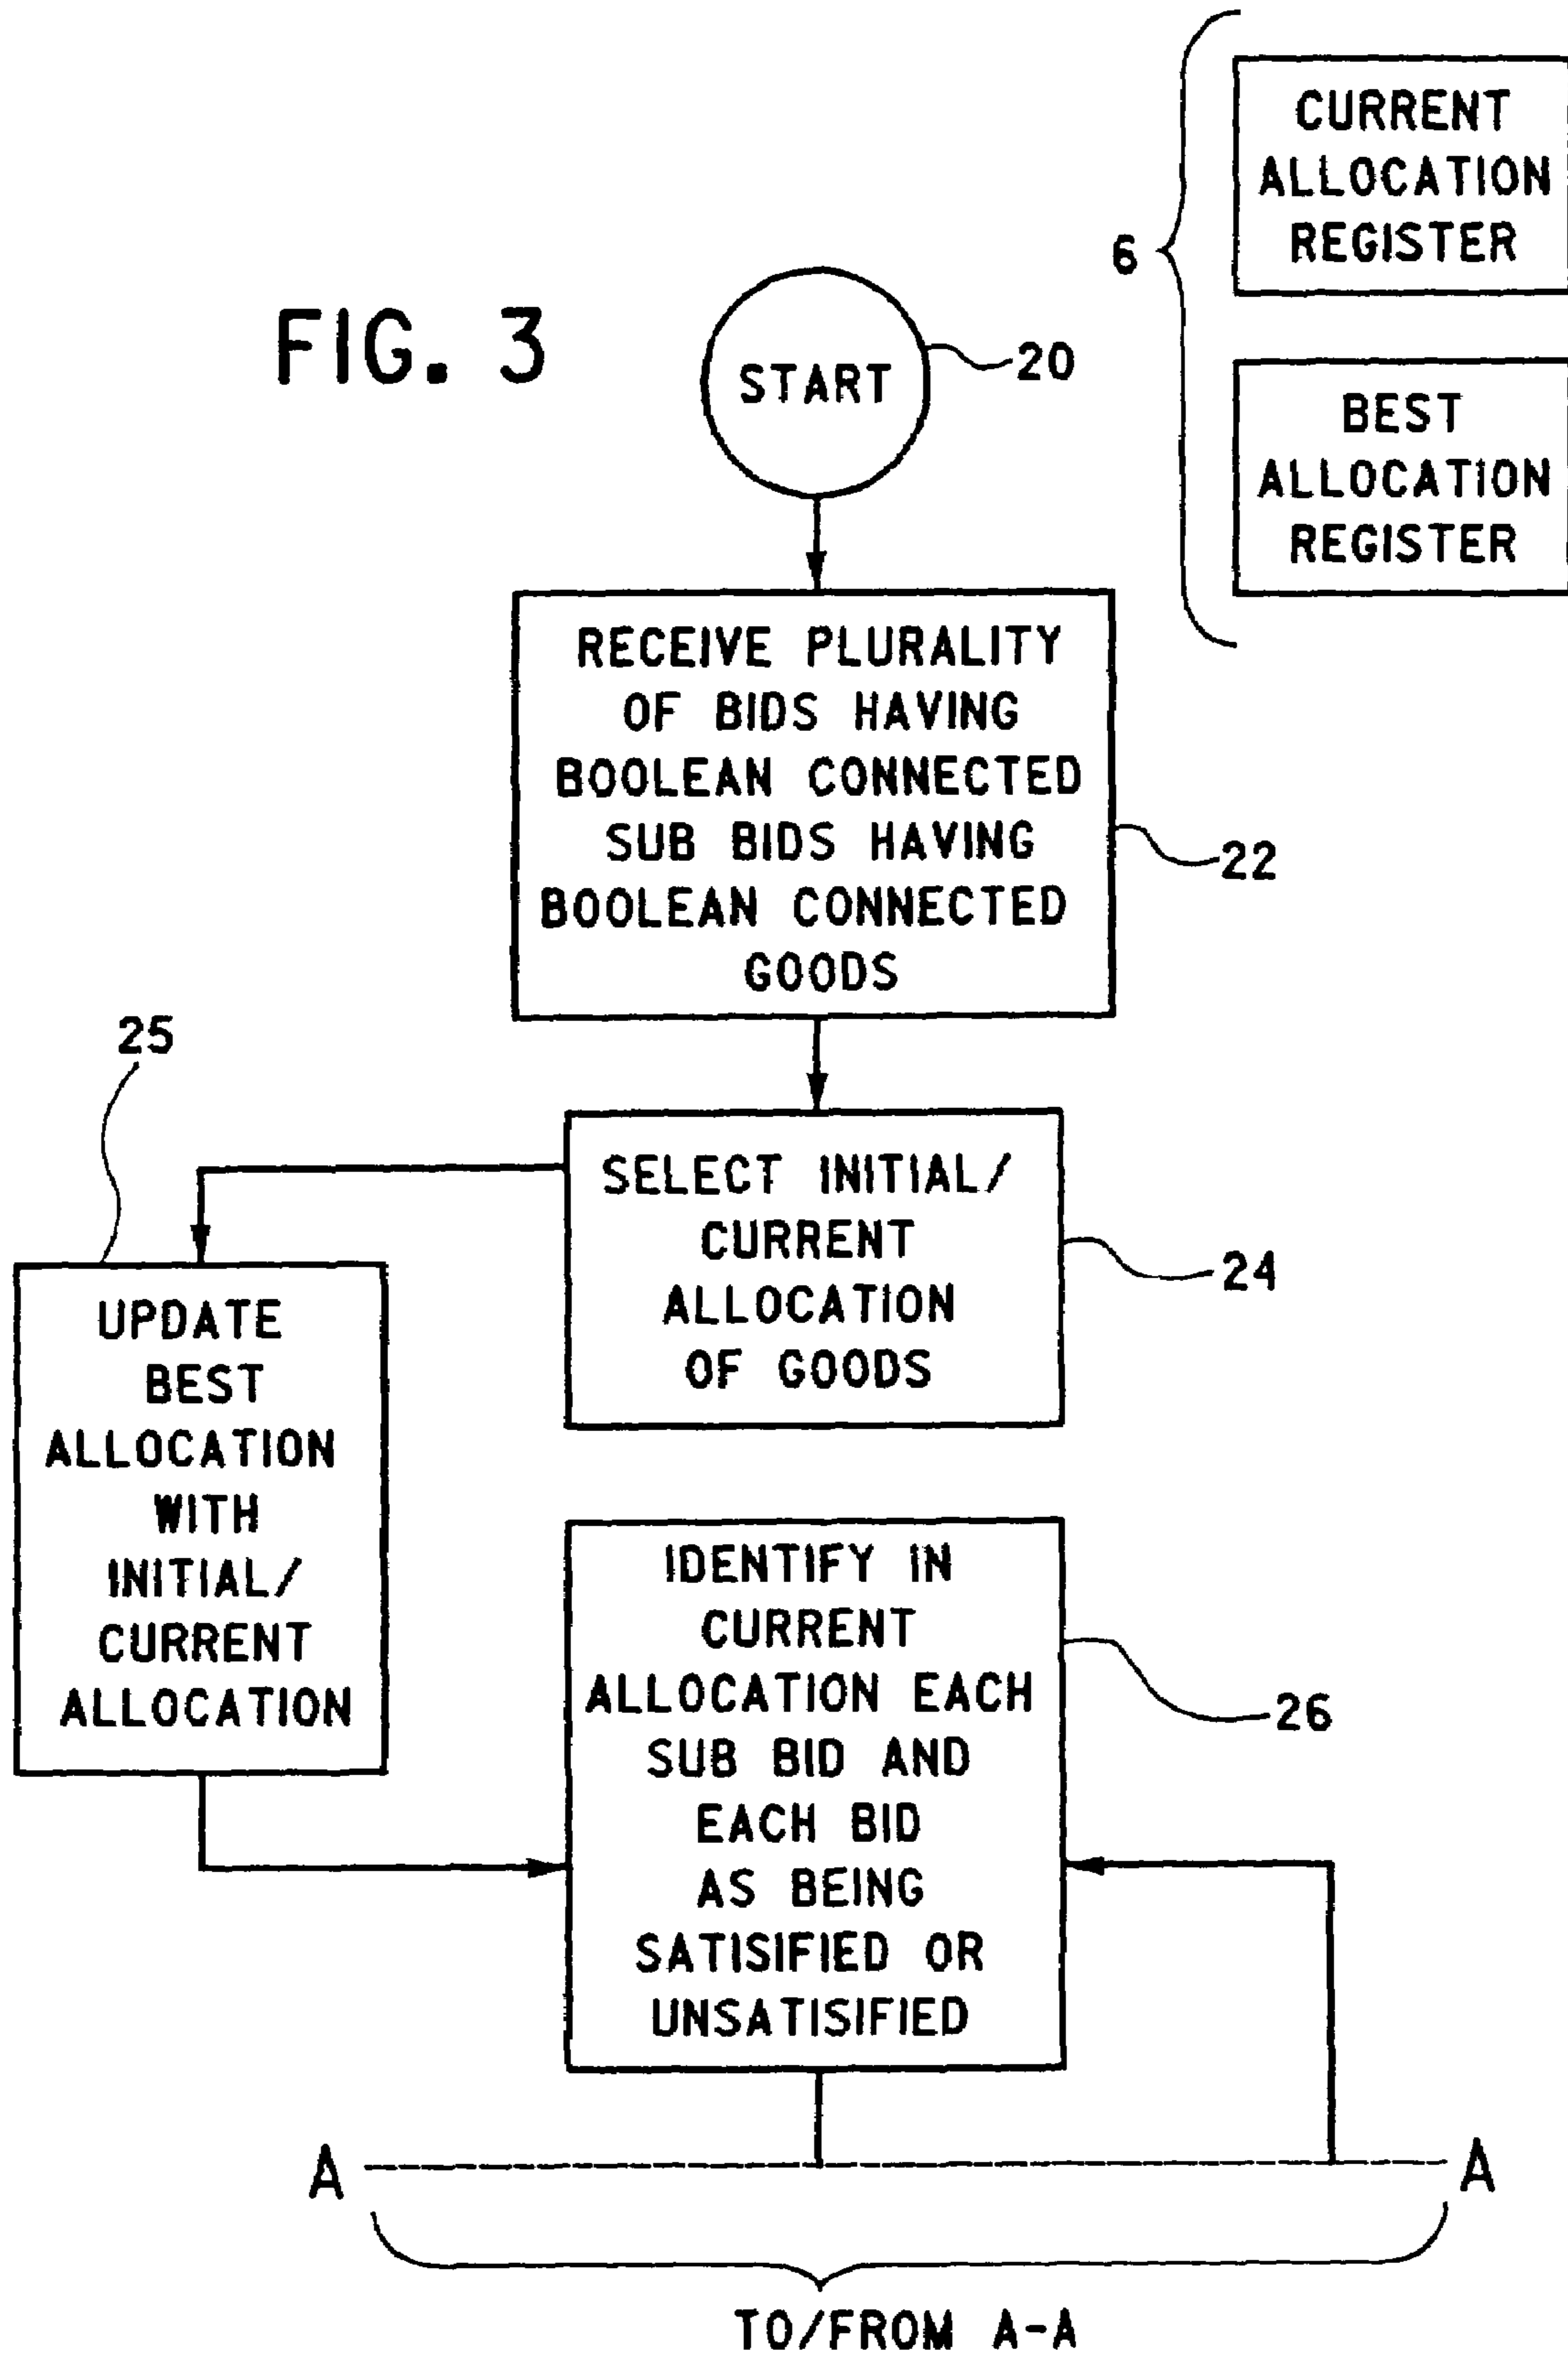 CURRENT
ALLOCATION
REGISTER
6
BEST
ALLOCATION
REGISTER
FIG. 3
START
20
RECEIVE PLURALITY
OF BIDS HAVING
BOOLEAN CONNECTED
SUB BIDS HAVING
BOOLEAN CONNECTED
GOODS
22
25
SELECT INITIAL/
CURRENT
ALLOCATION
OF GOODS
24
UPDATE
BEST
ALLOCATION
WITH
INITIAL/
CURRENT
ALLOCATION
IDENTIFY IN
CURRENT
ALLOCATION EACH
SUB BID AND
EACH BID
AS BEING
SATISIFIED OR
UNSATISIFIED
26
A A
TO/FROM A-A